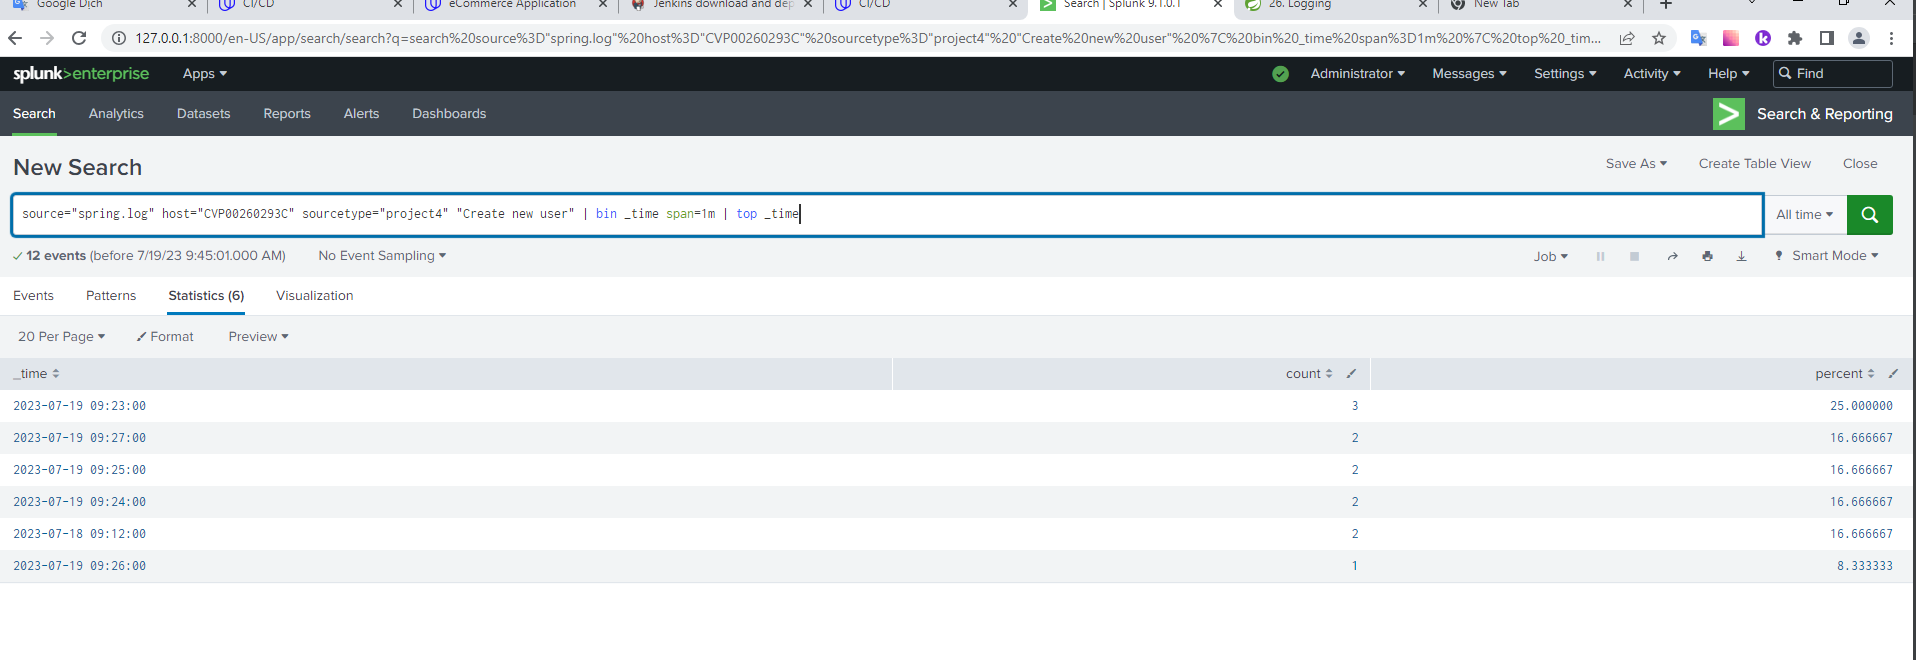 Google Dịch CI/CD eCommerce Application Jenkins download and dep CI/CD Search | Splunk 9.1.0.1 26. Logging New Tab
127.0.0.1:8000/en-US/app/search/search?q=search%20source%3D"spring.log"%20host%3D"CVP00260293C"%20sourcetype%3D"project4"%20"Create%20new%20user"%20%7C%20bin%20_time%20span%3D1m%20%7C%20top%20_tim...
splunk>enterprise Apps Administrator Messages Settings Activity Help Find
Search Analytics Datasets Reports Alerts Dashboards Search & Reporting
New Search Save As Create Table View Close
source="spring.log" host="CVP00260293C" sourcetype="project4" "Create new user" | bin _time span=1m | top _time All time
12 events (before 7/19/23 9:45:01.000 AM) No Event Sampling Job Smart Mode
Events Patterns Statistics (6) Visualization
20 Per Page Format Preview
_time count percent
2023-07-19 09:23:00 3 25.000000
2023-07-19 09:27:00 2 16.666667
2023-07-19 09:25:00 2 16.666667
2023-07-19 09:24:00 2 16.666667
2023-07-18 09:12:00 2 16.666667
2023-07-19 09:26:00 1 8.333333